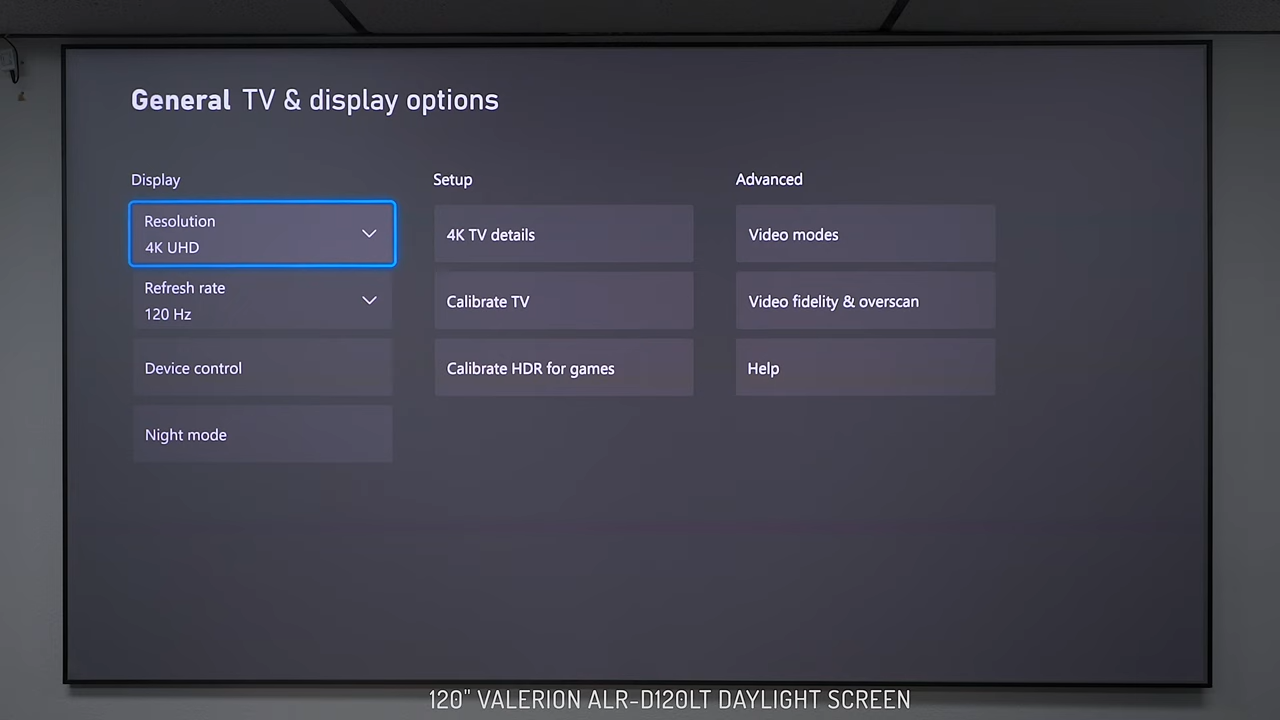 General TV & display options
Display
Resolution
4K UHD
Refresh rate
120 Hz
Device control
Night mode
Setup
4K TV details
Calibrate TV
Calibrate HDR for games
Advanced
Video modes
Video fidelity & overscan
Help
120" VALERION ALR-D120LT DAYLIGHT SCREEN